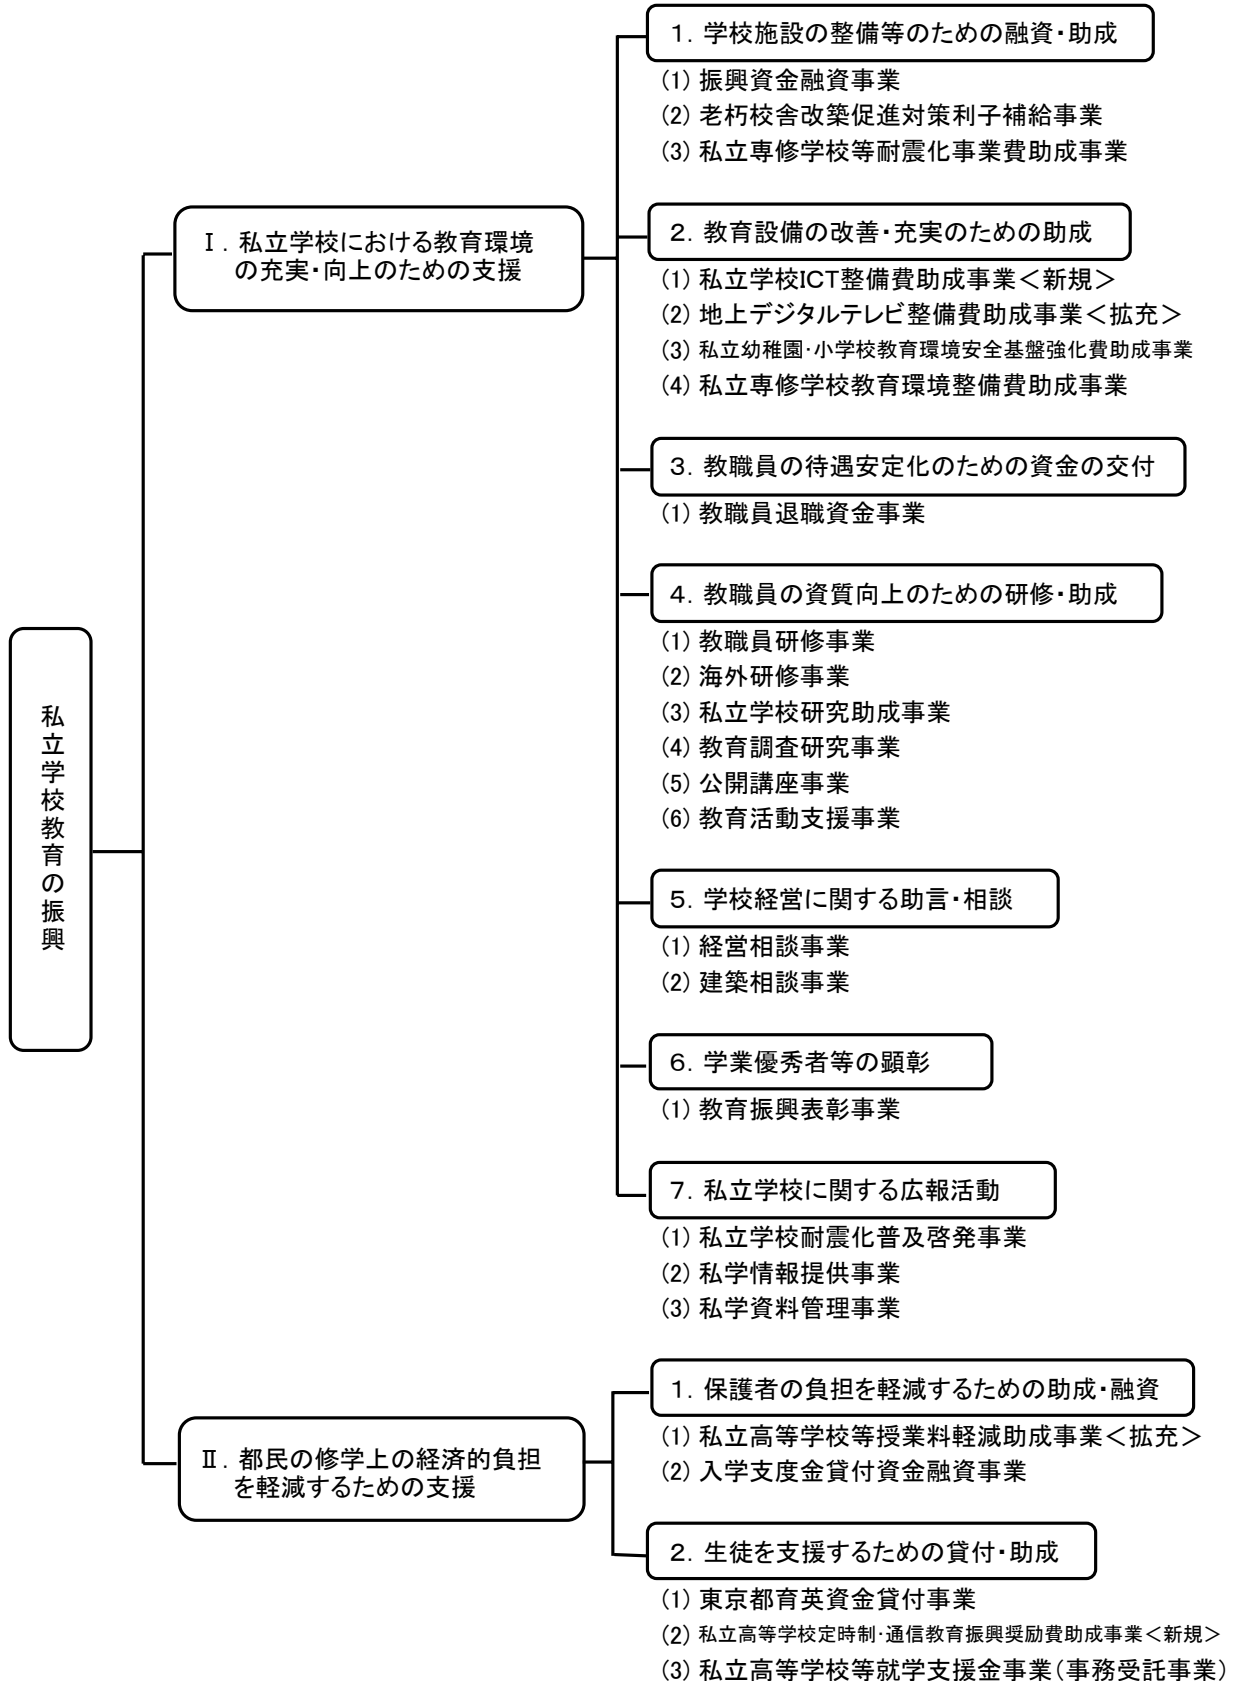 私立学校教育の振興
Ⅰ．私立学校における教育環境
の充実・向上のための支援
１．学校施設の整備等のための融資・助成
(1) 振興資金融資事業
(2) 老朽校舎改築促進対策利子補給事業
(3) 私立専修学校等耐震化事業費助成事業
２．教育設備の改善・充実のための助成
(1) 私立学校ICT整備費助成事業＜新規＞
(2) 地上デジタルテレビ整備費助成事業＜拡充＞
(3) 私立幼稚園・小学校教育環境安全基盤強化費助成事業
(4) 私立専修学校教育環境整備費助成事業
３．教職員の待遇安定化のための資金の交付
(1) 教職員退職資金事業
４．教職員の資質向上のための研修・助成
(1) 教職員研修事業
(2) 海外研修事業
(3) 私立学校研究助成事業
(4) 教育調査研究事業
(5) 公開講座事業
(6) 教育活動支援事業
５．学校経営に関する助言・相談
(1) 経営相談事業
(2) 建築相談事業
６．学業優秀者等の顕彰
(1) 教育振興表彰事業
７．私立学校に関する広報活動
(1) 私立学校耐震化普及啓発事業
(2) 私学情報提供事業
(3) 私学資料管理事業
Ⅱ．都民の修学上の経済的負担
を軽減するための支援
１．保護者の負担を軽減するための助成・融資
(1) 私立高等学校等授業料軽減助成事業＜拡充＞
(2) 入学支度金貸付資金融資事業
２．生徒を支援するための貸付・助成
(1) 東京都育英資金貸付事業
(2) 私立高等学校定時制・通信教育振興奨励費助成事業＜新規＞
(3) 私立高等学校等就学支援金事業（事務受託事業）